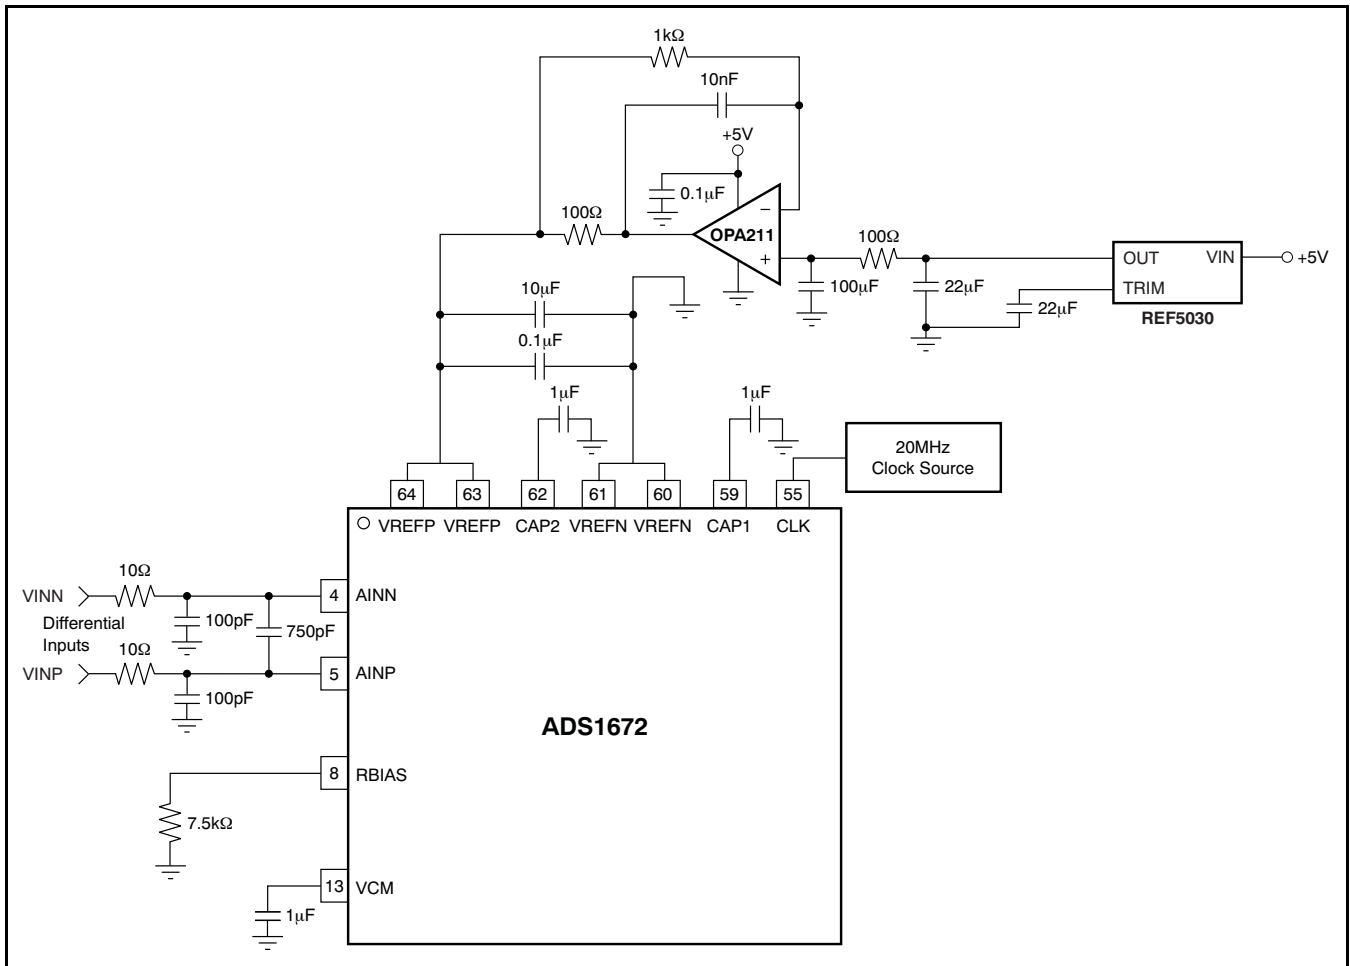 1kΩ
10nF
+5V
0.1μF
100Ω
OPA211
−
+
100Ω
100μF
22μF
22μF
OUT
VIN
TRIM
+5V
REF5030
10μF
0.1μF
1μF
1μF
20MHz
Clock Source
64
63
62
61
60
59
55
VREFP
VREFP
CAP2
VREFN
VREFN
CAP1
CLK
VINN
10Ω
100pF
750pF
4
AINN
Differential
Inputs
VINP
10Ω
100pF
5
AINP
ADS1672
8
RBIAS
7.5kΩ
13
VCM
1μF